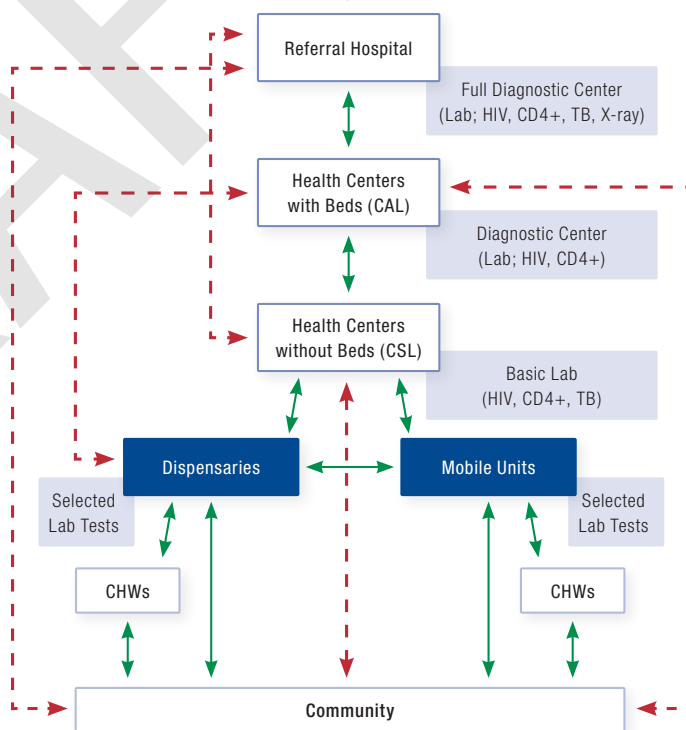 Referral Hospital
Full Diagnostic Center
(Lab; HIV, CD4+, TB, X-ray)
Health Centers
with Beds (CAL)
Diagnostic Center
(Lab; HIV, CD4+)
Health Centers
without Beds (CSL)
Basic Lab
(HIV, CD4+, TB)
Dispensaries
Mobile Units
Selected
Lab Tests
Selected
Lab Tests
CHWs
CHWs
Community